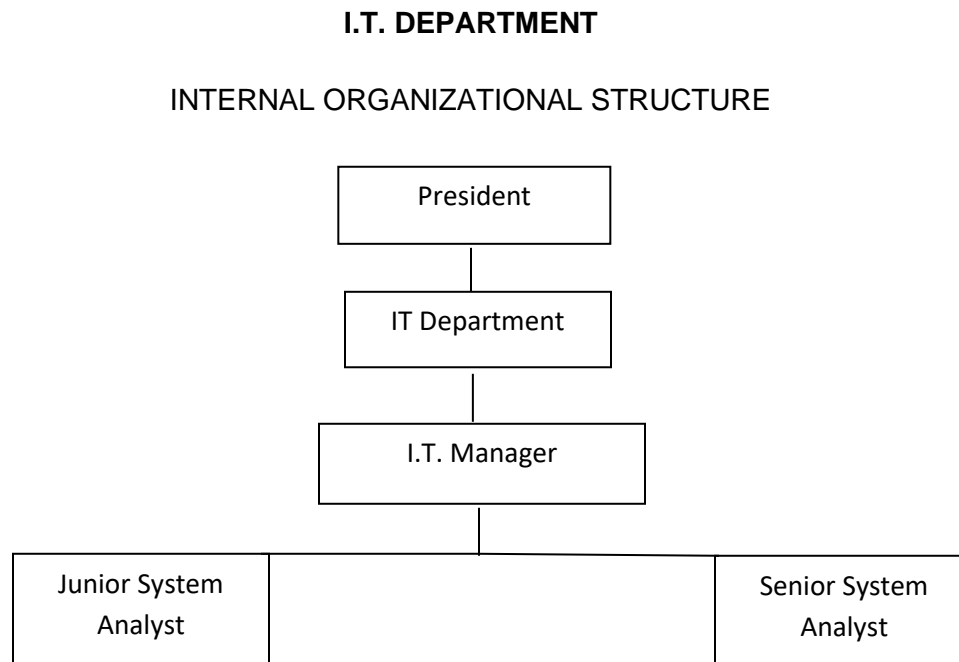 I.T. DEPARTMENT
INTERNAL ORGANIZATIONAL STRUCTURE
President
IT Department
I.T. Manager
Junior System
Analyst
Senior System
Analyst